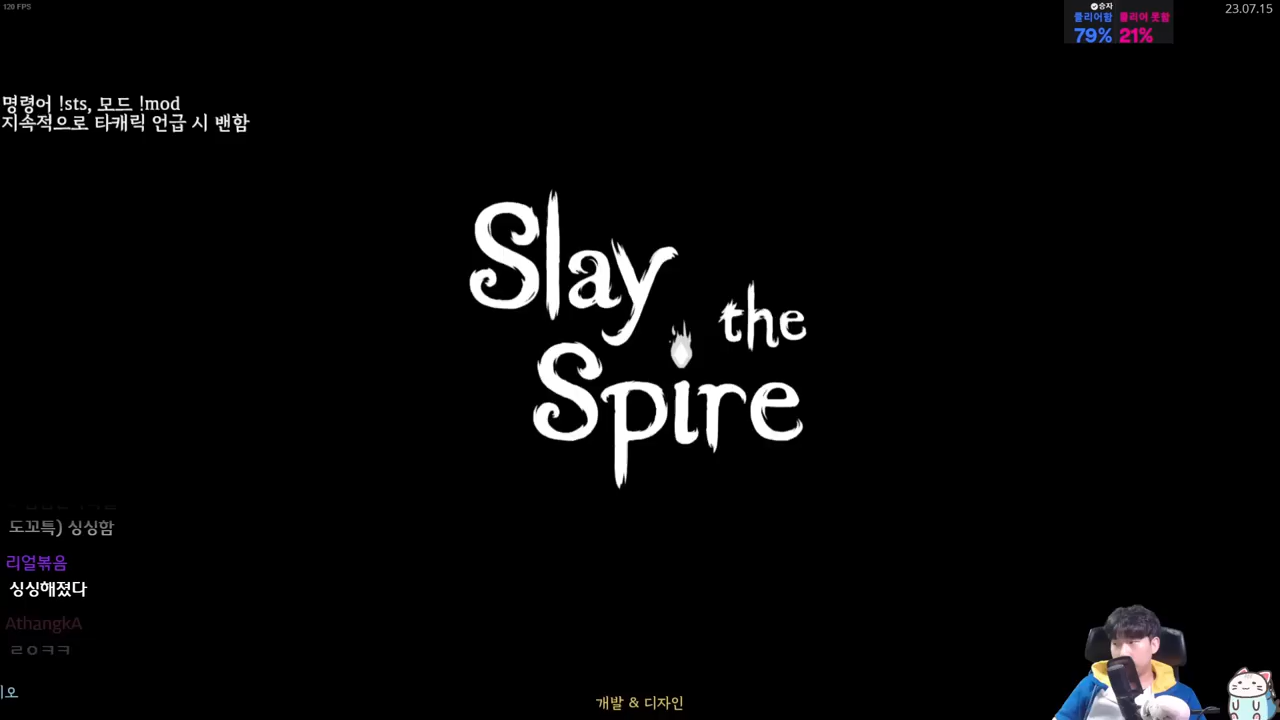 120 FPS
승자
클리어함 클리어 못함
79% 21%
23.07.15
명령어 !sts, 모드 !mod
지속적으로 타캐릭 언급 시 밴함
Slay
the
Spire
도꼬특) 싱싱함
리얼볶음
싱싱해졌다
AthangkA
ㄹㅇㅋㅋ
개발 & 디자인